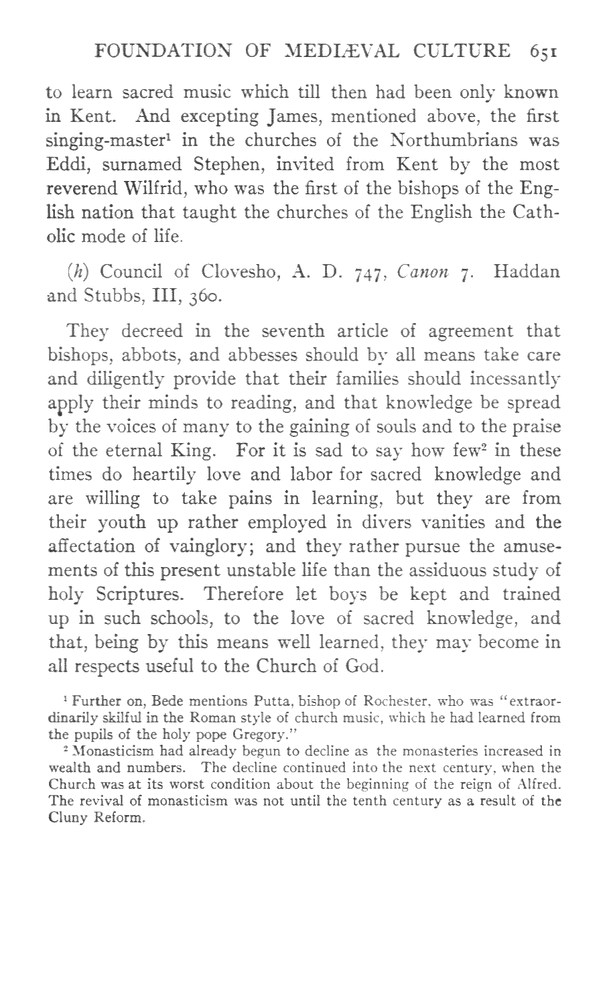 FOUNDATION OF MEDIÆVAL CULTURE 651
to learn sacred music which till then had been only known
in Kent. And excepting James, mentioned above, the first
singing-master¹ in the churches of the Northumbrians was
Eddi, surnamed Stephen, invited from Kent by the most
reverend Wilfrid, who was the first of the bishops of the Eng-
lish nation that taught the churches of the English the Cath-
olic mode of life.
(h) Council of Clovesho, A. D. 747, Canon 7. Haddan
and Stubbs, III, 360.
They decreed in the seventh article of agreement that
bishops, abbots, and abbesses should by all means take care
and diligently provide that their families should incessantly
apply their minds to reading, and that knowledge be spread
by the voices of many to the gaining of souls and to the praise
of the eternal King. For it is sad to say how few² in these
times do heartily love and labor for sacred knowledge and
are willing to take pains in learning, but they are from
their youth up rather employed in divers vanities and the
affectation of vainglory; and they rather pursue the amuse-
ments of this present unstable life than the assiduous study of
holy Scriptures. Therefore let boys be kept and trained
up in such schools, to the love of sacred knowledge, and
that, being by this means well learned, they may become in
all respects useful to the Church of God.
¹ Further on, Bede mentions Putta, bishop of Rochester, who was "extraor-
dinarily skilful in the Roman style of church music, which he had learned from
the pupils of the holy pope Gregory."
² Monasticism had already begun to decline as the monasteries increased in
wealth and numbers. The decline continued into the next century, when the
Church was at its worst condition about the beginning of the reign of Alfred.
The revival of monasticism was not until the tenth century as a result of the
Cluny Reform.